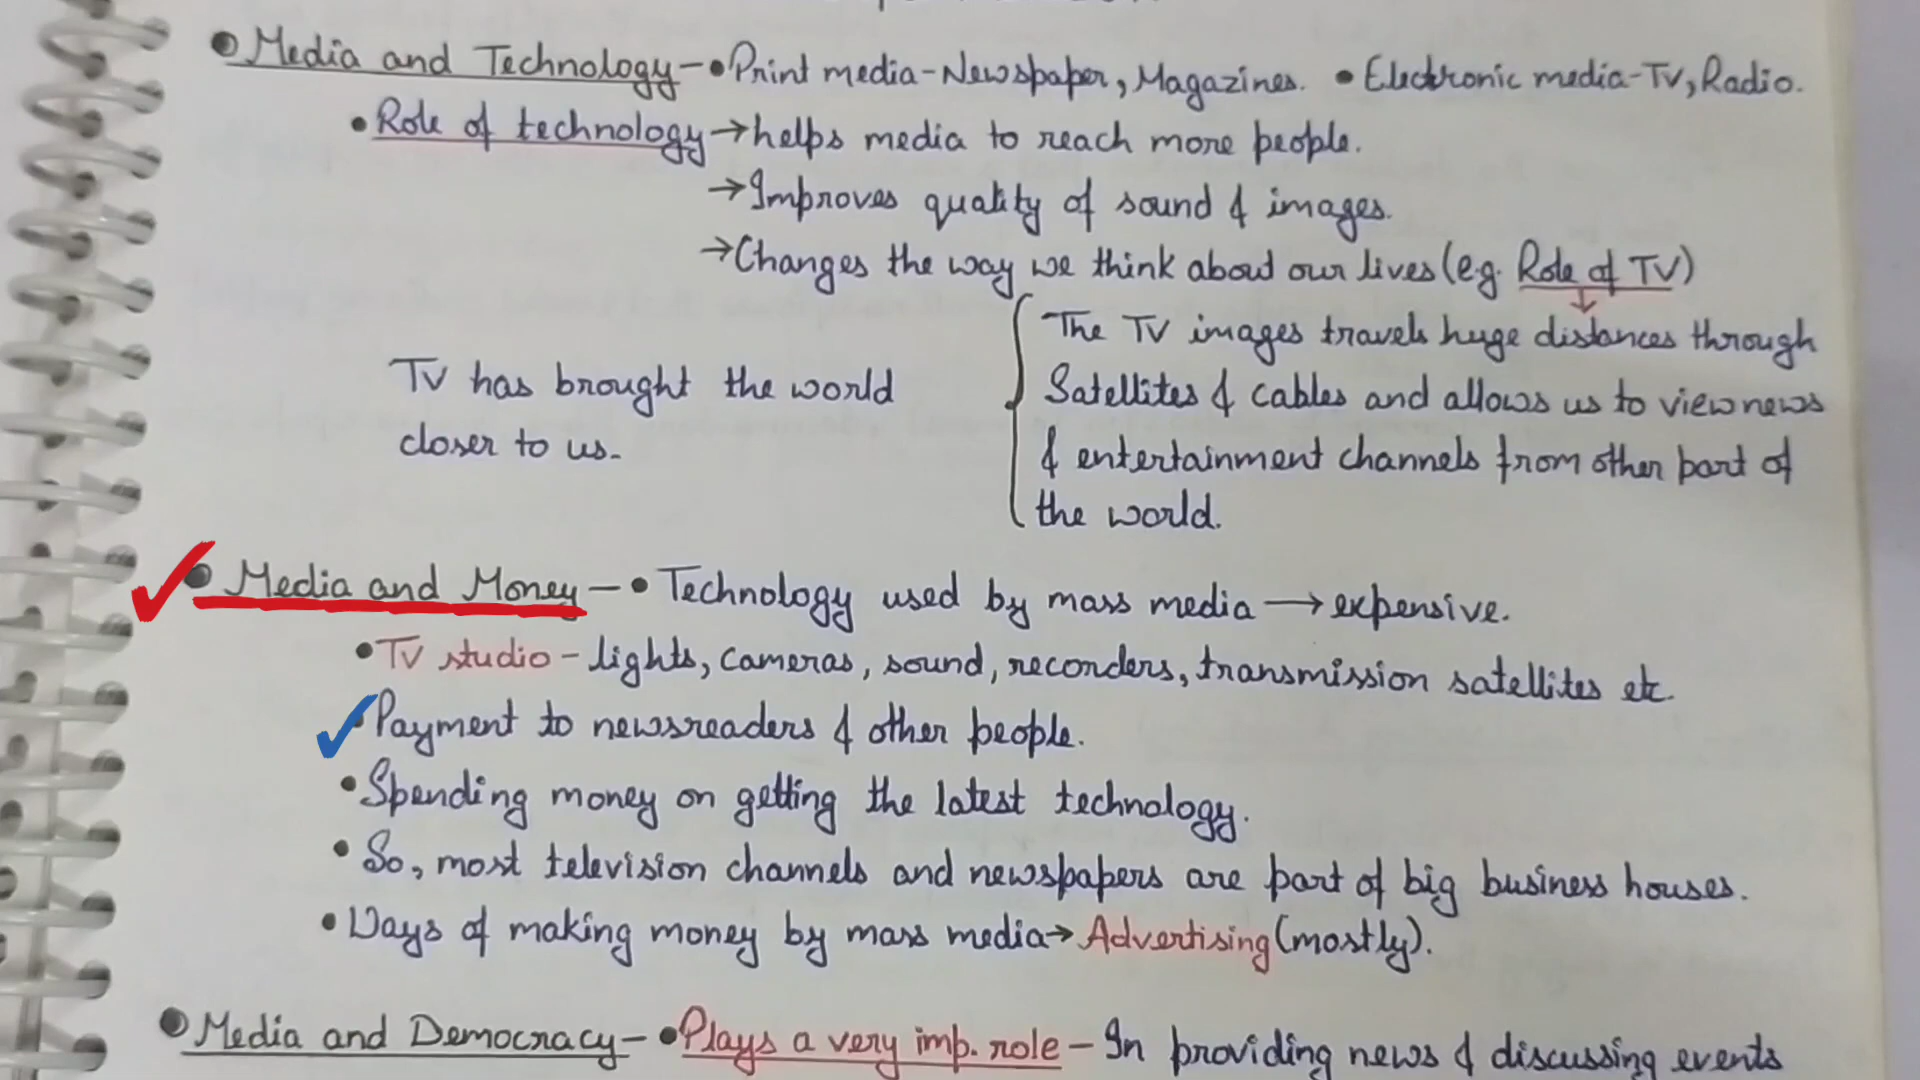 Media and Technology - • Print media - Newspaper, Magazines. • Electronic media - TV, Radio.
• Role of technology → helps media to reach more people.
→ Improves quality of sound & images.
→ Changes the way we think about our lives (e.g. Role of TV)
The TV images travels huge distances through
Satellites & cables and allows us to view news
& entertainment channels from other part of
the world.
TV has brought the world
closer to us.
• Media and Money - • Technology used by mass media → expensive.
• TV studio - lights, cameras, sound, recorders, transmission satellites etc.
• Payment to newsreaders & other people.
• Spending money on getting the latest technology.
• So, most television channels and newspapers are part of big business houses.
• Ways of making money by mass media → Advertising (mostly).
• Media and Democracy - • Plays a very imp. role - In providing news & discussing events